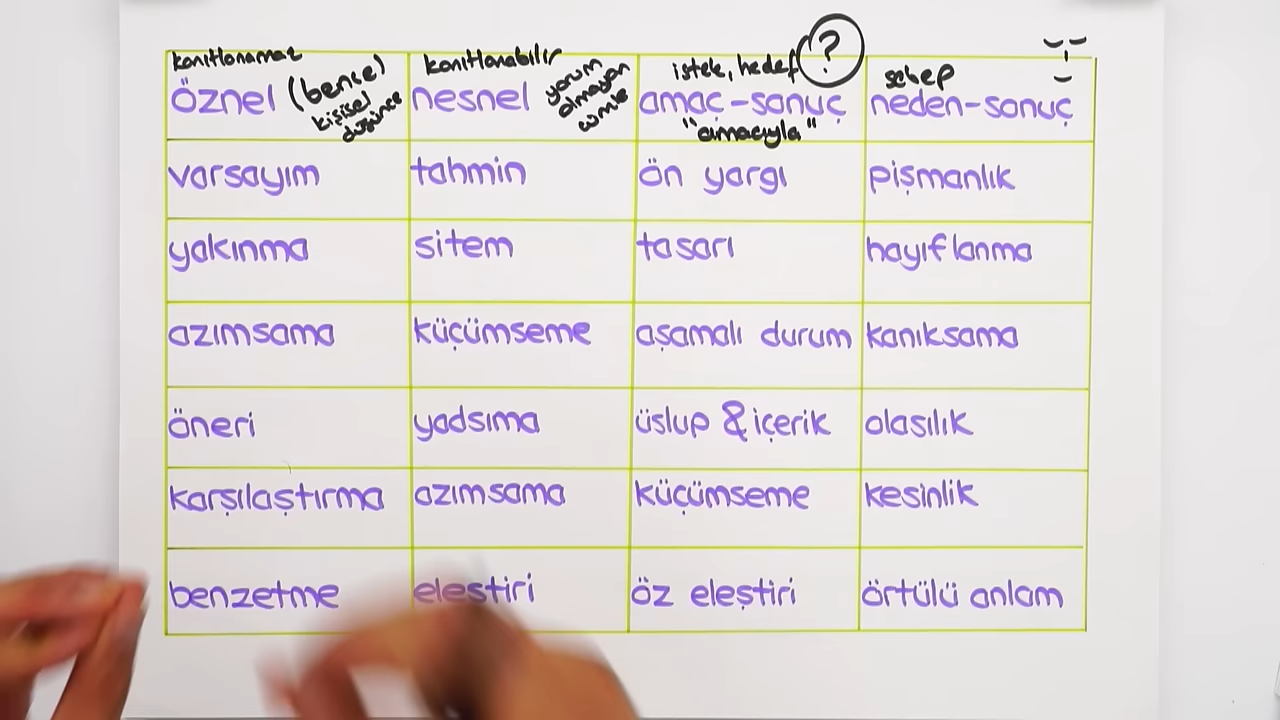 kanıtlanamaz
öznel (bence)
kişisel
düşünce
kanıtlanabilir
nesnel
yorum
olmayan
cümle
istek, hedef ?
amaç-sonuç
"amacıyla"
sebep
neden-sonuç
varsayım
tahmin
ön yargı
pişmanlık
yakınma
sitem
tasarı
hayıflanma
azımsama
küçümseme
aşamalı durum
kanıksama
öneri
yadsıma
üslup & içerik
olasılık
karşılaştırma
azımsama
küçümseme
kesinlik
benzetme
eleştiri
öz eleştiri
örtülü anlam